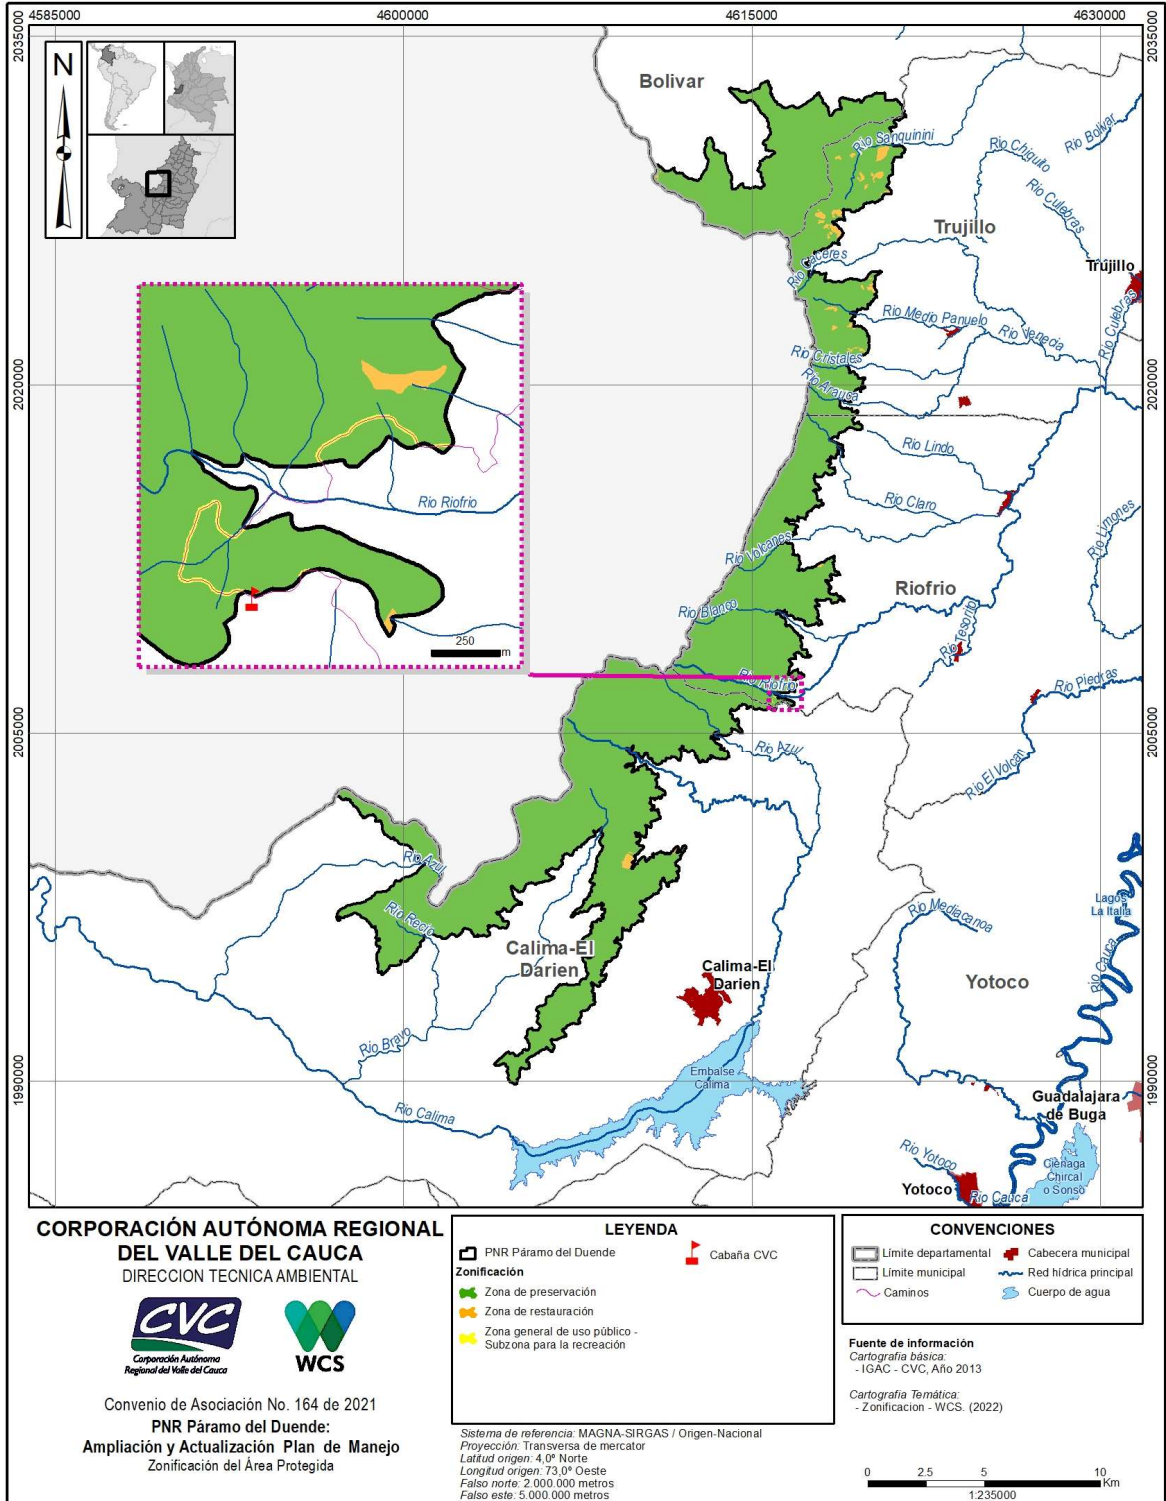 4585000
4600000
4615000
4630000
2035000
2035000
N
Bolivar
Rio Sanquinini
Rio Chiquito
Rio Bolivar
Rio Culebras
Trujillo
Rio Caceres
Trujillo
Rio Culebras
Rio Medio Panuelo
Rio Venecia
Rio Cristales
2020000
2020000
Rio Arauca
Rio Lindo
Rio Riofrio
Rio Claro
Rio Limones
Rio Volcanes
Riofrio
Rio Blanco
Rio Tesorito
250
m
Rio Riofrio
Rio Piedras
2005000
2005000
Rio Azul
Rio El Volcan
Rio Azul
Rio Recio
Rio Mediacanoa
Lagos
La Italia
Calima-El
Darien
Calima-El
Darien
Rio Cauca
Yotoco
Rio Bravo
1990000
1990000
Embalse
Calima
Guadalajara
de Buga
Rio Calima
Rio Yotoco
Ciénaga
Chircal
o Sonso
Yotoco
Rio Cauca
CORPORACIÓN AUTÓNOMA REGIONAL
DEL VALLE DEL CAUCA
DIRECCION TECNICA AMBIENTAL
CVC
Corporación Autónoma
Regional del Valle del Cauca
WCS
Convenio de Asociación No. 164 de 2021
PNR Páramo del Duende:
Ampliación y Actualización Plan de Manejo
Zonificación del Área Protegida
LEYENDA
PNR Páramo del Duende
Cabaña CVC
Zonificación
Zona de preservación
Zona de restauración
Zona general de uso público -
Subzona para la recreación
Sistema de referencia: MAGNA-SIRGAS / Origen-Nacional
Proyección: Transversa de mercator
Latitud origen: 4,0° Norte
Longitud origen: 73,0° Oeste
Falso norte: 2.000.000 metros
Falso este: 5.000.000 metros
CONVENCIONES
Límite departamental
Cabecera municipal
Límite municipal
Red hídrica principal
Caminos
Cuerpo de agua
Fuente de información
Cartografía básica:
- IGAC - CVC, Año 2013
Cartografía Temática:
- Zonificacion - WCS. (2022)
0 2.5 5 10
Km
1:235000